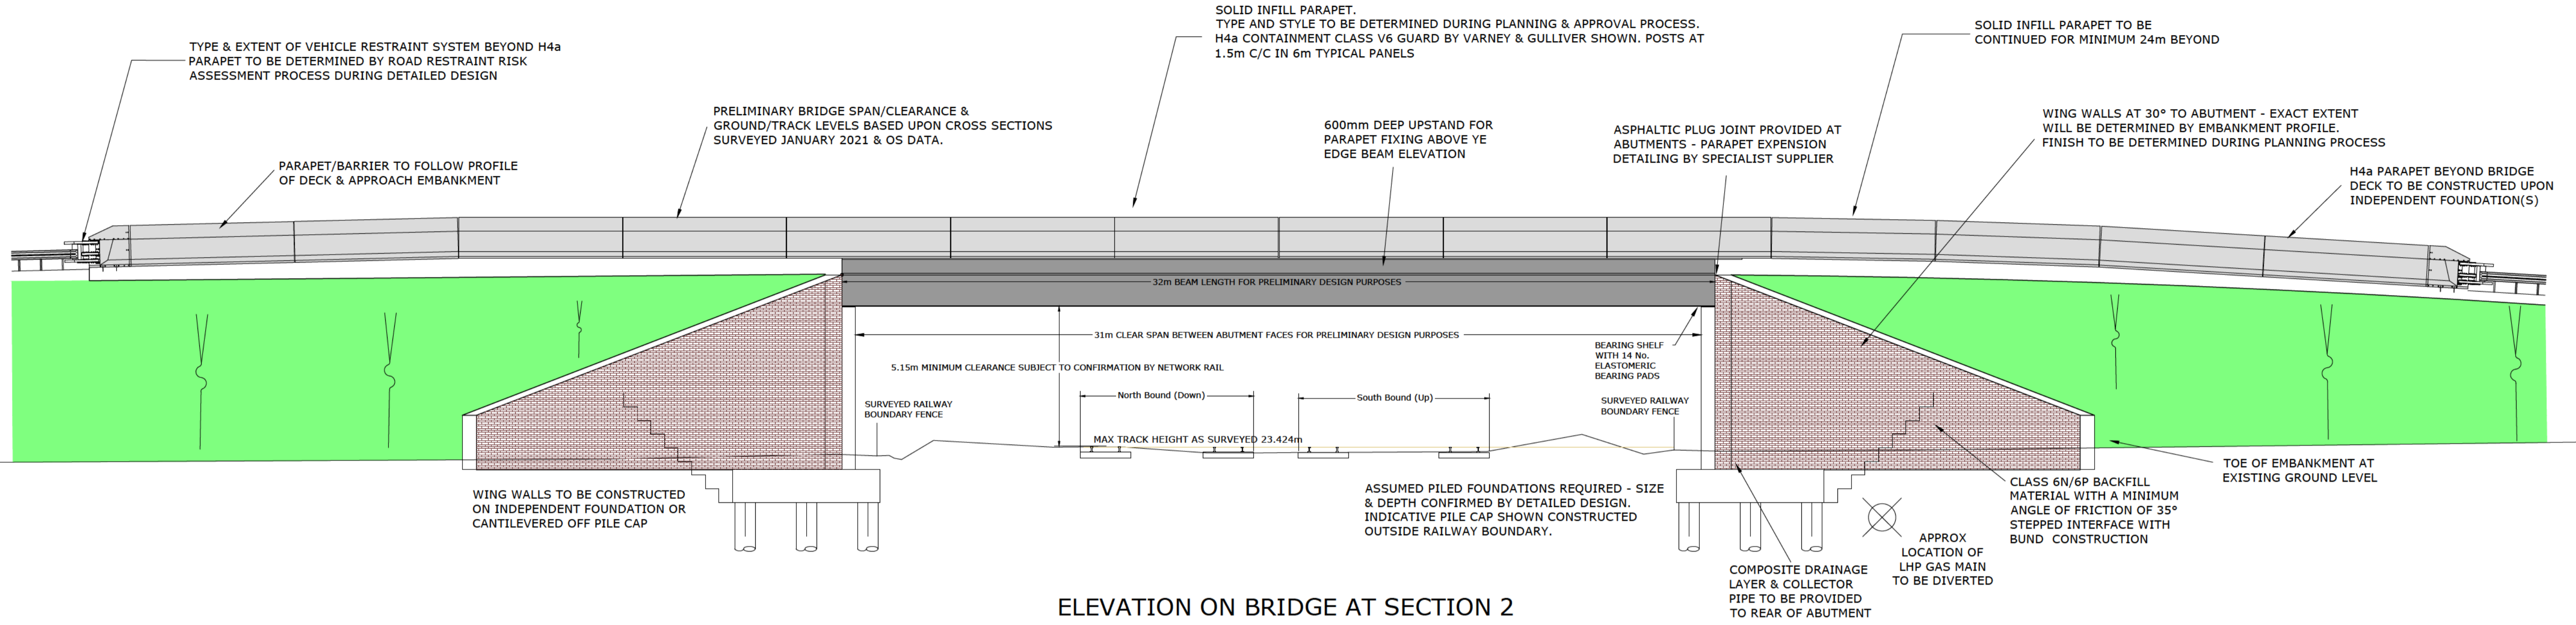 SOLID INFILL PARAPET.
TYPE AND STYLE TO BE DETERMINED DURING PLANNING & APPROVAL PROCESS.
H4a CONTAINMENT CLASS V6 GUARD BY VARNEY & GULLIVER SHOWN. POSTS AT
1.5m C/C IN 6m TYPICAL PANELS
SOLID INFILL PARAPET TO BE
CONTINUED FOR MINIMUM 24m BEYOND
TYPE & EXTENT OF VEHICLE RESTRAINT SYSTEM BEYOND H4a
PARAPET TO BE DETERMINED BY ROAD RESTRAINT RISK
ASSESSMENT PROCESS DURING DETAILED DESIGN
PRELIMINARY BRIDGE SPAN/CLEARANCE &
GROUND/TRACK LEVELS BASED UPON CROSS SECTIONS
SURVEYED JANUARY 2021 & OS DATA.
600mm DEEP UPSTAND FOR
PARAPET FIXING ABOVE YE
EDGE BEAM ELEVATION
ASPHALTIC PLUG JOINT PROVIDED AT
ABUTMENTS - PARAPET EXPENSION
DETAILING BY SPECIALIST SUPPLIER
WING WALLS AT 30° TO ABUTMENT - EXACT EXTENT
WILL BE DETERMINED BY EMBANKMENT PROFILE.
FINISH TO BE DETERMINED DURING PLANNING PROCESS
PARAPET/BARRIER TO FOLLOW PROFILE
OF DECK & APPROACH EMBANKMENT
H4a PARAPET BEYOND BRIDGE
DECK TO BE CONSTRUCTED UPON
INDEPENDENT FOUNDATION(S)
32m BEAM LENGTH FOR PRELIMINARY DESIGN PURPOSES
31m CLEAR SPAN BETWEEN ABUTMENT FACES FOR PRELIMINARY DESIGN PURPOSES
BEARING SHELF
WITH 14 No.
ELASTOMERIC
BEARING PADS
5.15m MINIMUM CLEARANCE SUBJECT TO CONFIRMATION BY NETWORK RAIL
North Bound (Down)
South Bound (Up)
SURVEYED RAILWAY
BOUNDARY FENCE
SURVEYED RAILWAY
BOUNDARY FENCE
MAX TRACK HEIGHT AS SURVEYED 23.424m
TOE OF EMBANKMENT AT
EXISTING GROUND LEVEL
WING WALLS TO BE CONSTRUCTED
ON INDEPENDENT FOUNDATION OR
CANTILEVERED OFF PILE CAP
ASSUMED PILED FOUNDATIONS REQUIRED - SIZE
& DEPTH CONFIRMED BY DETAILED DESIGN.
INDICATIVE PILE CAP SHOWN CONSTRUCTED
OUTSIDE RAILWAY BOUNDARY.
CLASS 6N/6P BACKFILL
MATERIAL WITH A MINIMUM
ANGLE OF FRICTION OF 35°
STEPPED INTERFACE WITH
BUND CONSTRUCTION
APPROX
LOCATION OF
LHP GAS MAIN
TO BE DIVERTED
COMPOSITE DRAINAGE
LAYER & COLLECTOR
PIPE TO BE PROVIDED
TO REAR OF ABUTMENT
ELEVATION ON BRIDGE AT SECTION 2